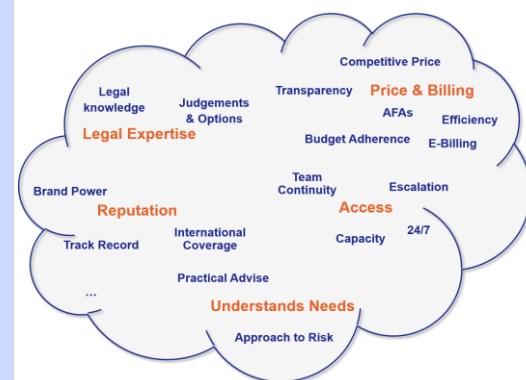 Competitive Price
Legal
knowledge
Judgements
& Options
Transparency
Price & Billing
Legal Expertise
AFAs
Efficiency
Budget Adherence
E-Billing
Team
Continuity
Escalation
Brand Power
Reputation
Access
International
Coverage
Track Record
Capacity
24/7
Practical Advise
...
Understands Needs
Approach to Risk